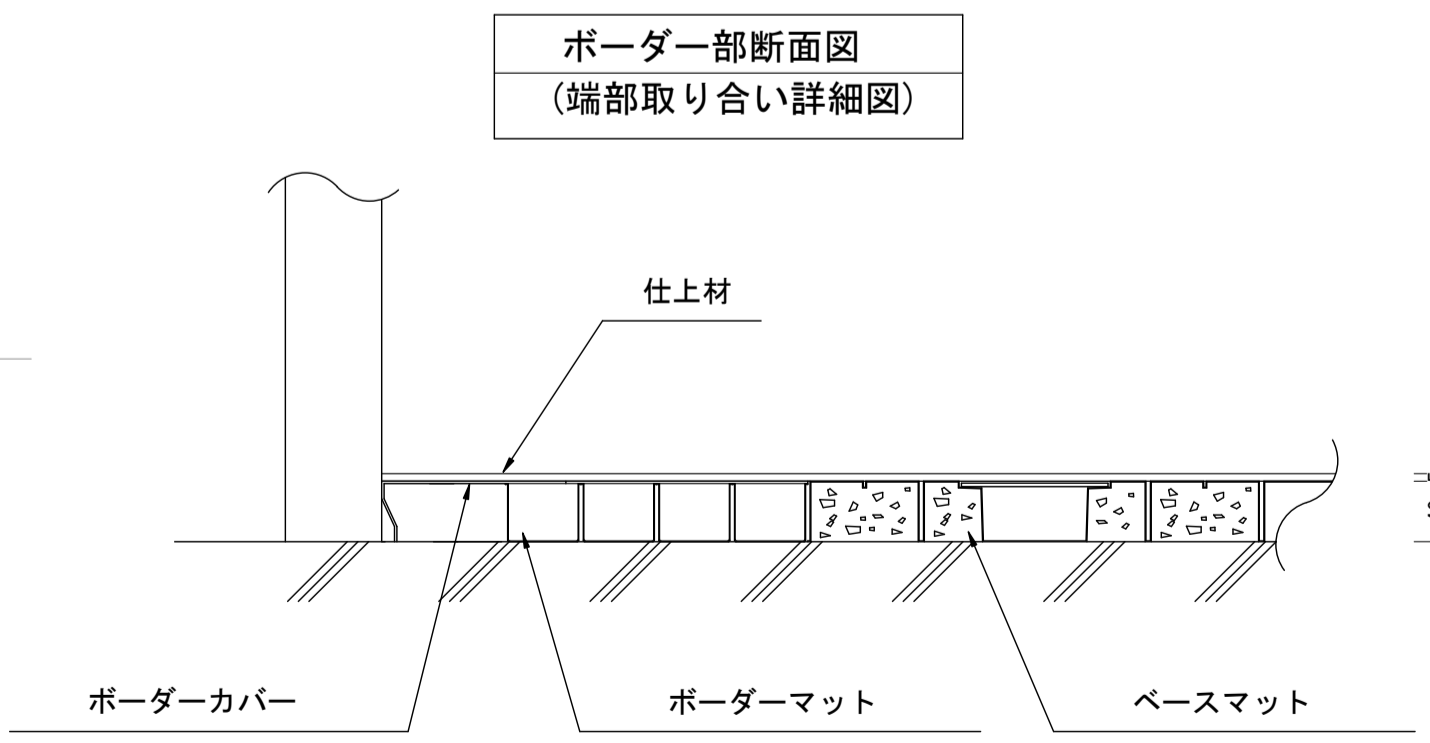 ボーダー部断面図
(端部取り合い詳細図)
仕上材
ボーダーカバー
ボーダーマット
ベースマット